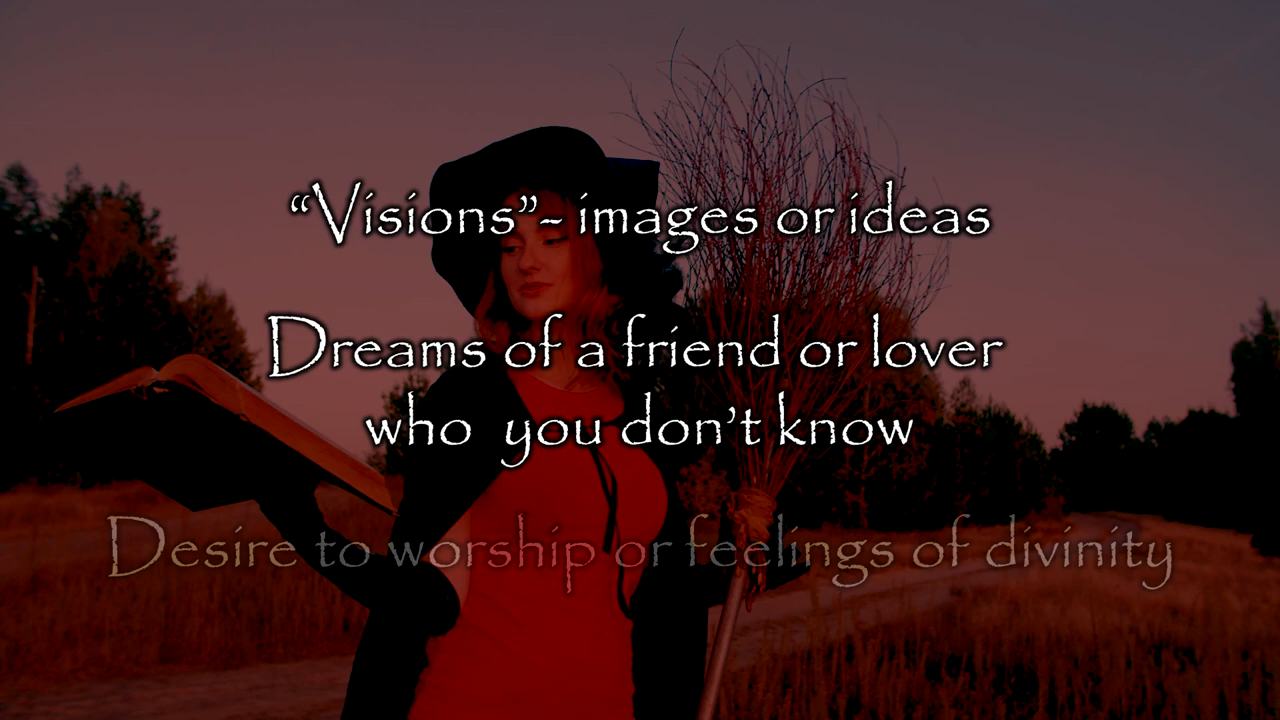 “Visions”- images or ideas
Dreams of a friend or lover
who you don’t know
Desire to worship or feelings of divinity